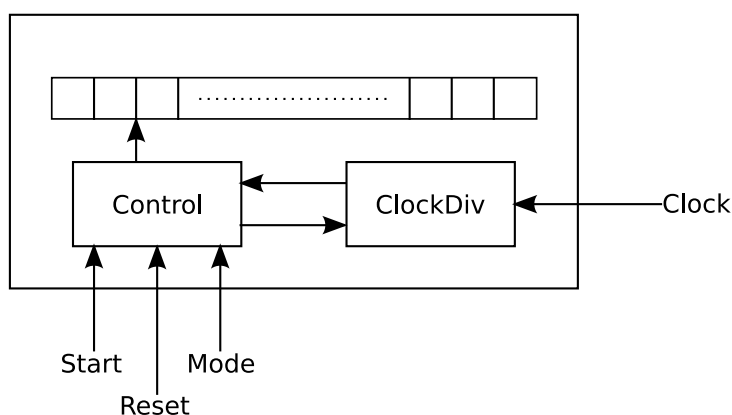 Control
ClockDiv
Clock
Start
Mode
Reset